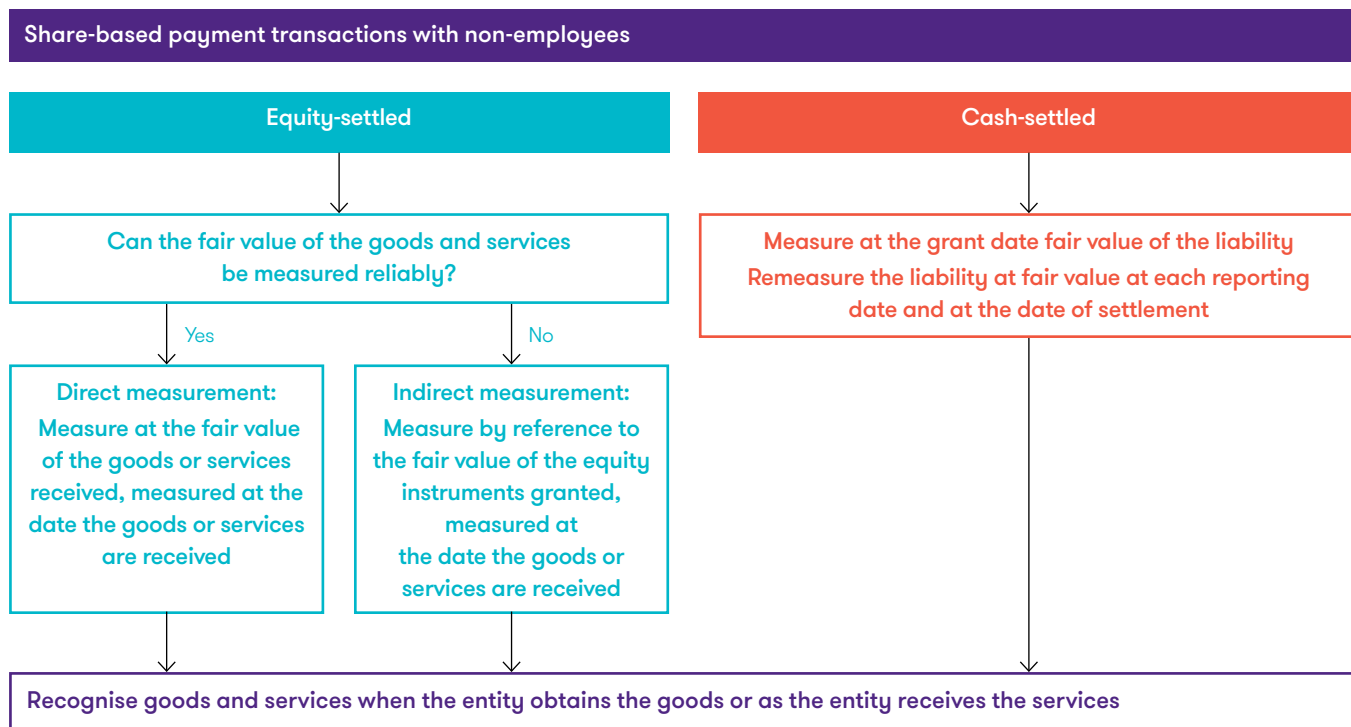 Share-based payment transactions with non-employees
Equity-settled
Cash-settled
Can the fair value of the goods and services
be measured reliably?
Measure at the grant date fair value of the liability
Remeasure the liability at fair value at each reporting
date and at the date of settlement
Yes
No
Direct measurement:
Measure at the fair value
of the goods or services
received, measured at the
date the goods or services
are received
Indirect measurement:
Measure by reference to
the fair value of the equity
instruments granted,
measured at
the date the goods or
services are received
Recognise goods and services when the entity obtains the goods or as the entity receives the services